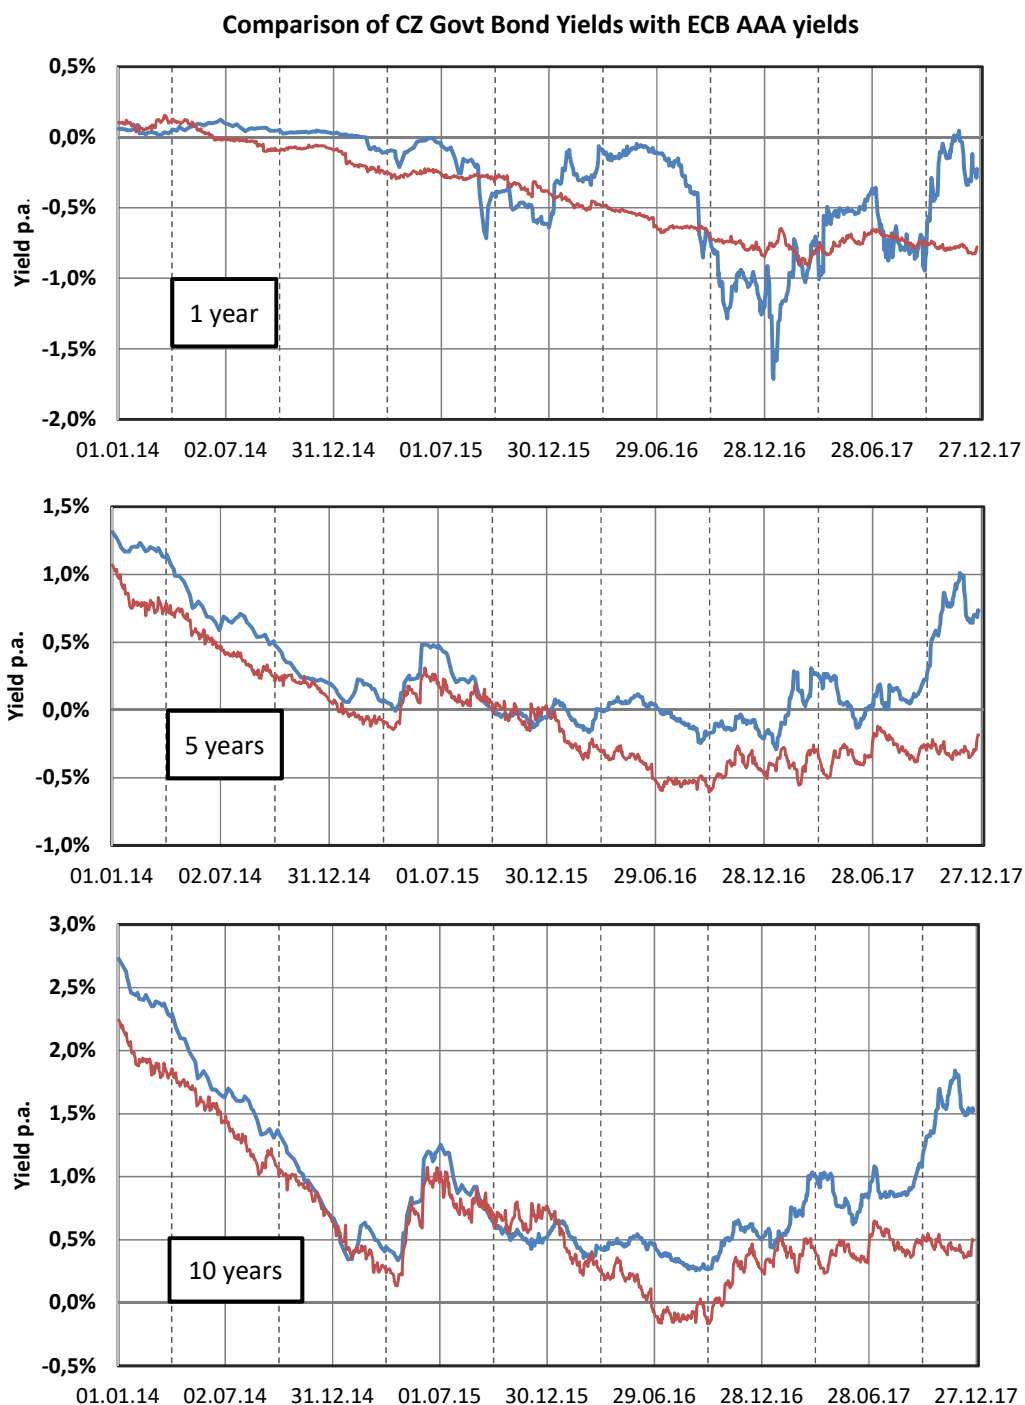 Comparison of CZ Govt Bond Yields with ECB AAA yields
0,5%
0,0%
-0,5%
-1,0%
-1,5%
-2,0%
Yield p.a.
1 year
01.01.14 02.07.14 31.12.14 01.07.15 30.12.15 29.06.16 28.12.16 28.06.17 27.12.17
1,5%
1,0%
0,5%
0,0%
-0,5%
-1,0%
Yield p.a.
5 years
01.01.14 02.07.14 31.12.14 01.07.15 30.12.15 29.06.16 28.12.16 28.06.17 27.12.17
3,0%
2,5%
2,0%
1,5%
1,0%
0,5%
0,0%
-0,5%
Yield p.a.
10 years
01.01.14 02.07.14 31.12.14 01.07.15 30.12.15 29.06.16 28.12.16 28.06.17 27.12.17